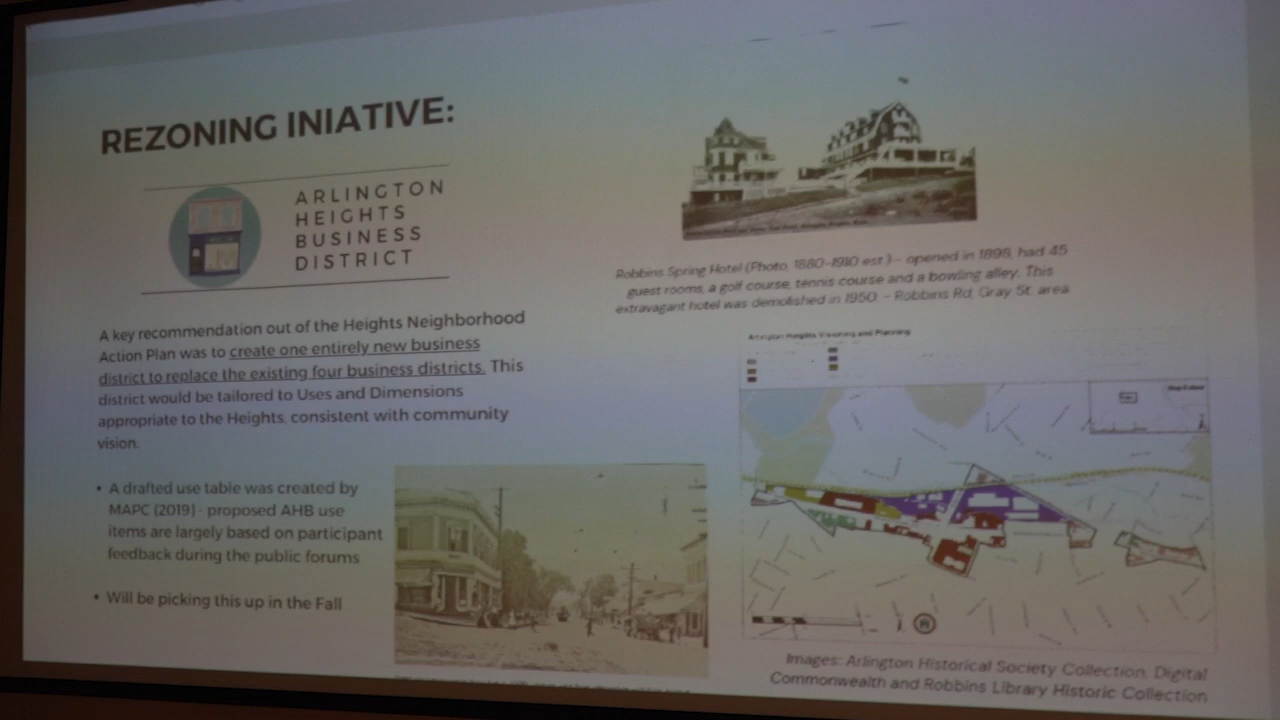 REZONING INIATIVE:
ARLINGTON
HEIGHTS
BUSINESS
DISTRICT
A key recommendation out of the Heights Neighborhood
Action Plan was to create one entirely new business
district to replace the existing four business districts. This
district would be tailored to Uses and Dimensions
appropriate to the Heights, consistent with community
vision.
• A drafted use table was created by
MAPC (2019) - proposed AHB use
items are largely based on participant
feedback during the public forums
• Will be picking this up in the Fall
Robbins Spring Hotel (Photo, 1880-1910 est.) - opened in 1896, had 45
guest rooms, a golf course, tennis course and a bowling alley. This
extravagant hotel was demolished in 1950. - Robbins Rd, Gray St. area
Arlington Heights Visioning and Planning
Images: Arlington Historical Society Collection, Digital
Commonwealth and Robbins Library Historic Collection